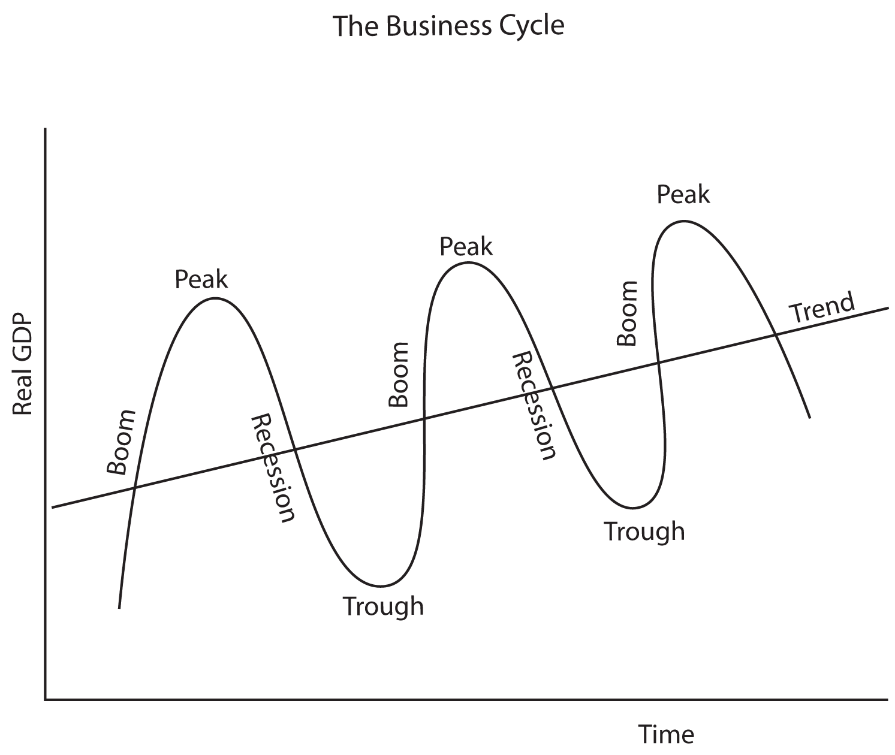 The Business Cycle
Peak
Peak
Peak
Trend
Boom
Boom
Boom
Real GDP
Recession
Recession
Trough
Trough
Time